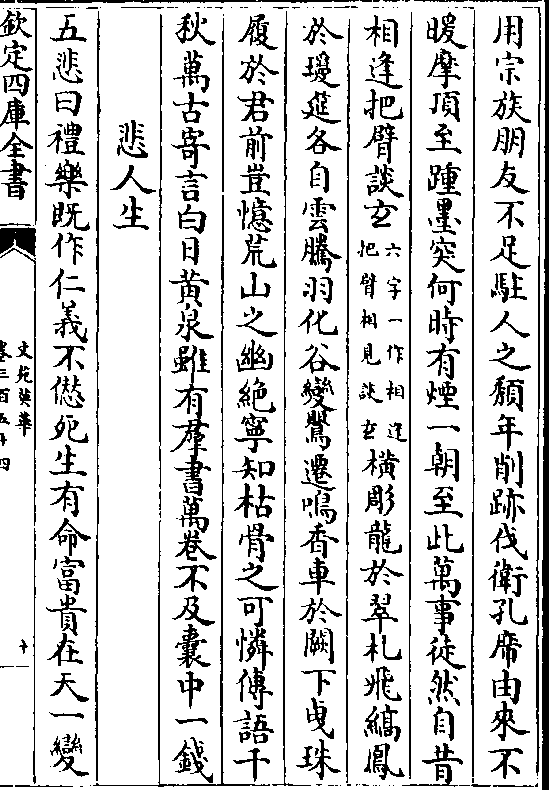 用宗族朋友不足駐人之頽年削跡伐衛孔席由來不
暖摩頂至踵墨突何時有煙一朝至此萬事徒然自昔
相逢把臂談𤣥六字一作相逢把臂相見談𤣥橫彫龍於翠札飛縞鳳
於瓊筵各自雲騰羽化谷變鶯遷鳴香車於闕下曵珠
履於君前豈憶荒山之幽絶寧知枯骨之可憐傳語千
秋萬古寄言白日黄泉雖有羣書萬卷不及囊中一錢
悲人生
五悲曰禮樂既作仁義不愆死生有命富貴在天一變
欽定四庫全書
文苑英華
卷三百五十四
十